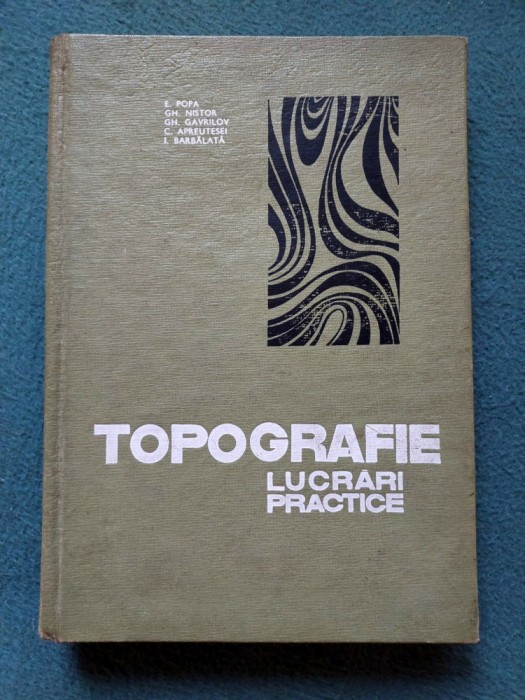 E. POPA
GH. NISTOR
GH. GAVRILOV
C. APREUTESEI
I. BARBĂLATĂ
TOPOGRAFIE
LUCRĂRI
PRACTICE